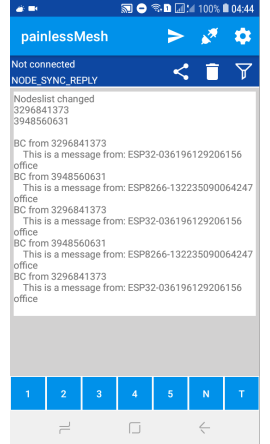 100% 04:44
painlessMesh
Not connected
NODE_SYNC_REPLY
Nodeslist changed
3296841373
3948560631
BC from 3296841373
This is a message from: ESP32-036196129206156
office
BC from 3948560631
This is a message from: ESP8266-132235090064247
office
BC from 3296841373
This is a message from: ESP32-036196129206156
office
BC from 3948560631
This is a message from: ESP8266-132235090064247
office
BC from 3296841373
This is a message from: ESP32-036196129206156
office
1 2 3 4 5 N T